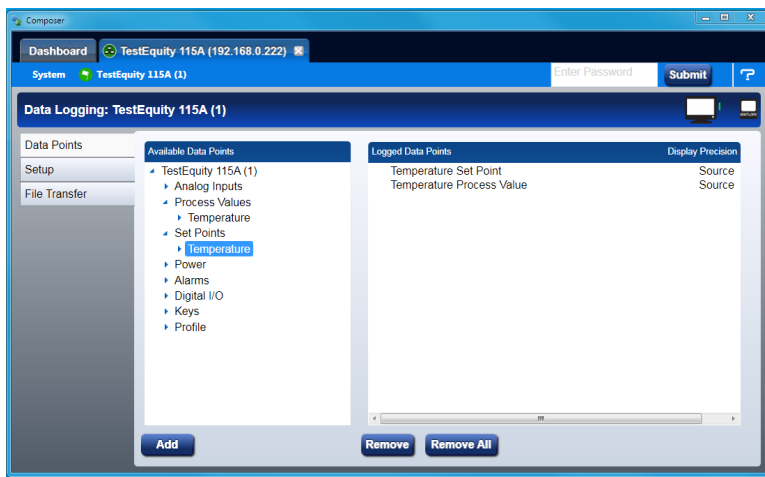 Composer
Dashboard TestEquity 115A (192.168.0.222)
System TestEquity 115A (1) Enter Password Submit ?
Data Logging: TestEquity 115A (1)
Data Points
Setup
File Transfer
Available Data Points
TestEquity 115A (1)
Analog Inputs
Process Values
Temperature
Set Points
Temperature
Power
Alarms
Digital I/O
Keys
Profile
Add
Logged Data Points Display Precision
Temperature Set Point Source
Temperature Process Value Source
Remove Remove All